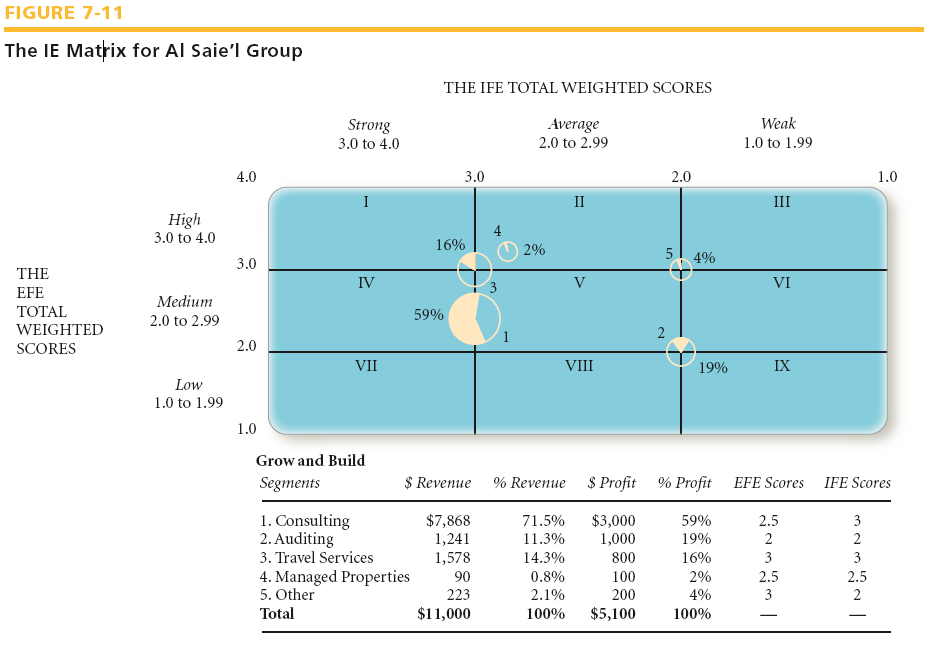 FIGURE 7-11
The IE Matrix for Al Saie'l Group
THE IFE TOTAL WEIGHTED SCORES
Strong Average Weak
3.0 to 4.0 2.0 to 2.99 1.0 to 1.99
4.0 3.0 2.0 1.0
I II III
High
3.0 to 4.0
4
16% 2%
5 4%
3.0
THE
EFE
TOTAL
WEIGHTED
SCORES
IV V VI
3
Medium
2.0 to 2.99
59%
1
2
2.0
19%
VII VIII IX
Low
1.0 to 1.99
1.0
Grow and Build
Segments $ Revenue % Revenue $ Profit % Profit EFE Scores IFE Scores
1. Consulting $7,868 71.5% $3,000 59% 2.5 3
2. Auditing 1,241 11.3% 1,000 19% 2 2
3. Travel Services 1,578 14.3% 800 16% 3 3
4. Managed Properties 90 0.8% 100 2% 2.5 2.5
5. Other 223 2.1% 200 4% 3 2
Total $11,000 100% $5,100 100% — —